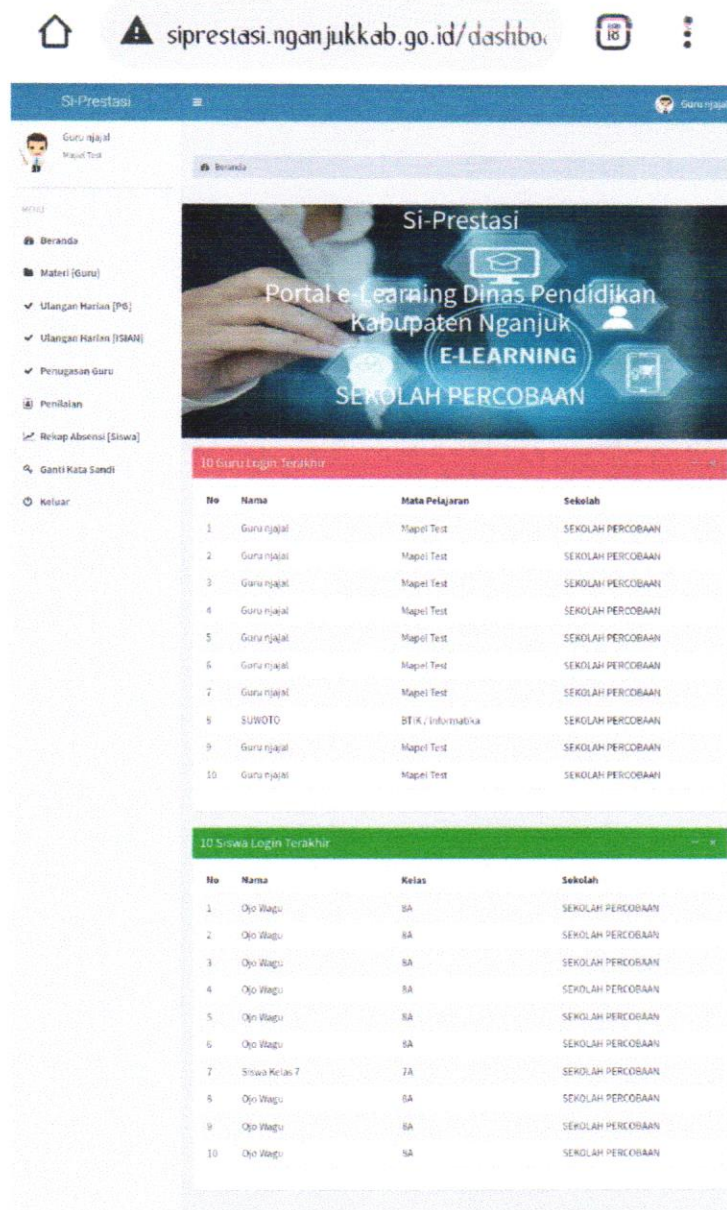 siprestasi.nganjukkab.go.id/dashbo
Si-Prestasi
Guru njajal
Guru njajal
Mapel Test
Beranda
MENU
Beranda
Materi [Guru]
Ulangan Harian [PG]
Ulangan Harian [ISIAN]
Penugasan Guru
Penilaian
Rekap Absensi [Siswa]
Ganti Kata Sandi
Keluar
Si-Prestasi
Portal e-Learning Dinas Pendidikan
Kabupaten Nganjuk
E-LEARNING
SEKOLAH PERCOBAAN
10 Guru Login Terakhir
No Nama Mata Pelajaran Sekolah
1 Guru njajal Mapel Test SEKOLAH PERCOBAAN
2 Guru njajal Mapel Test SEKOLAH PERCOBAAN
3 Guru njajal Mapel Test SEKOLAH PERCOBAAN
4 Guru njajal Mapel Test SEKOLAH PERCOBAAN
5 Guru njajal Mapel Test SEKOLAH PERCOBAAN
6 Guru njajal Mapel Test SEKOLAH PERCOBAAN
7 Guru njajal Mapel Test SEKOLAH PERCOBAAN
8 SUWOTO BTIK / Informatika SEKOLAH PERCOBAAN
9 Guru njajal Mapel Test SEKOLAH PERCOBAAN
10 Guru njajal Mapel Test SEKOLAH PERCOBAAN
10 Siswa Login Terakhir
No Nama Kelas Sekolah
1 Ojo Wagu 8A SEKOLAH PERCOBAAN
2 Ojo Wagu 8A SEKOLAH PERCOBAAN
3 Ojo Wagu 8A SEKOLAH PERCOBAAN
4 Ojo Wagu 8A SEKOLAH PERCOBAAN
5 Ojo Wagu 8A SEKOLAH PERCOBAAN
6 Ojo Wagu 8A SEKOLAH PERCOBAAN
7 Siswa Kelas 7 7A SEKOLAH PERCOBAAN
8 Ojo Wagu 8A SEKOLAH PERCOBAAN
9 Ojo Wagu 8A SEKOLAH PERCOBAAN
10 Ojo Wagu 8A SEKOLAH PERCOBAAN